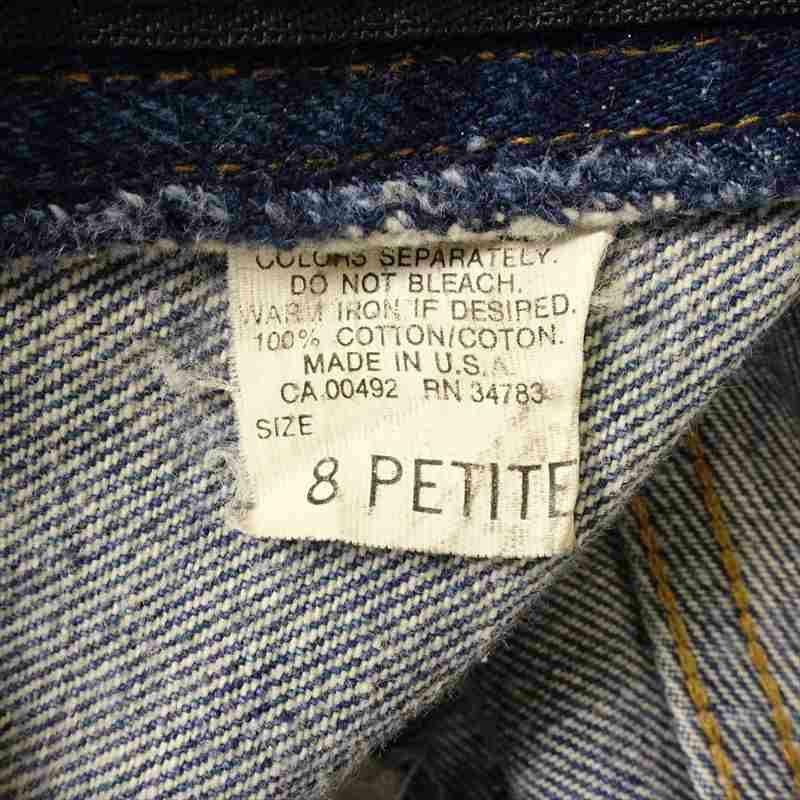 COLORS SEPARATELY.
DO NOT BLEACH.
WARM IRON IF DESIRED.
100% COTTON/COTON.
MADE IN U.S.A.
CA 00492 RN 34783
SIZE
8 PETITE